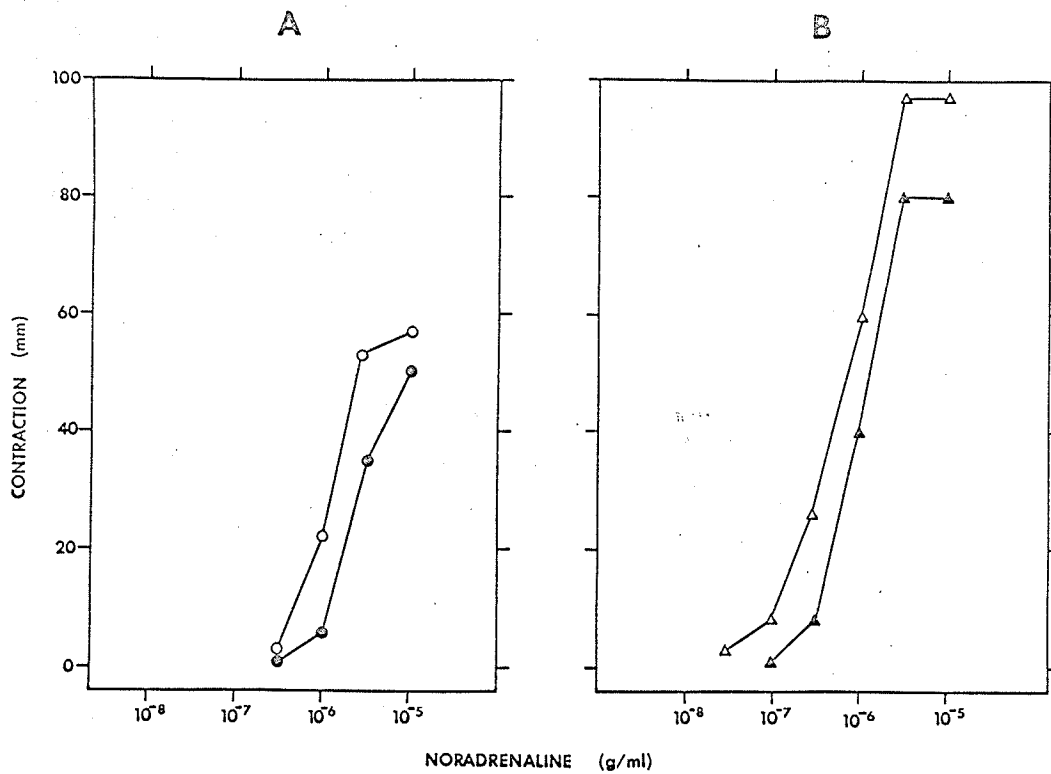 A B
100
80
60
40
20
0
CONTRACTION (mm)
10⁻⁸ 10⁻⁷ 10⁻⁶ 10⁻⁵ 10⁻⁸ 10⁻⁷ 10⁻⁶ 10⁻⁵
NORADRENALINE (g/ml)